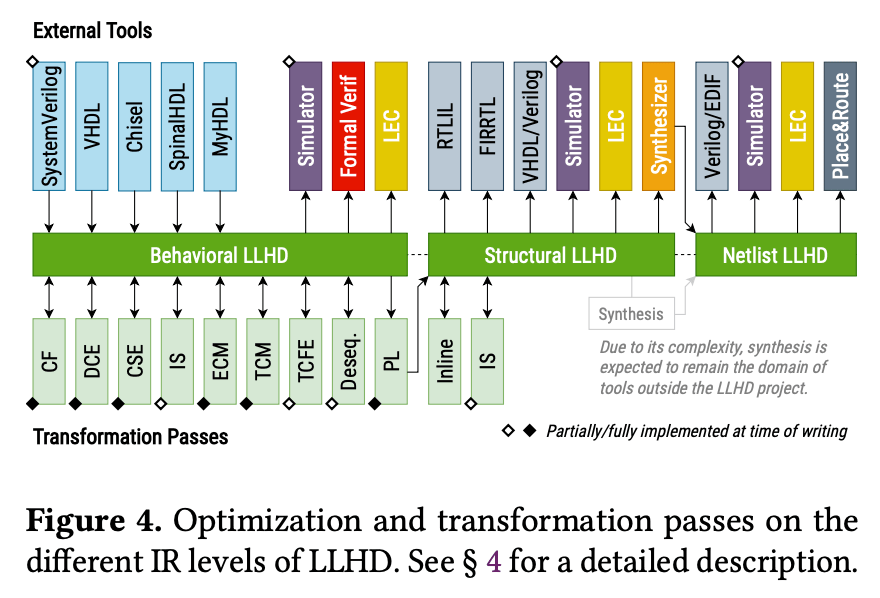 External Tools
SystemVerilog
VHDL
Chisel
SpinalHDL
MyHDL
Simulator
Formal Verif
LEC
RTLIL
FIRRTL
VHDL/Verilog
Simulator
LEC
Synthesizer
Verilog/EDIF
Simulator
LEC
Place&Route
Behavioral LLHD
Structural LLHD
Netlist LLHD
CF
DCE
CSE
IS
ECM
TCM
TCFE
Deseq.
PL
Inline
IS
Synthesis
Due to its complexity, synthesis is
expected to remain the domain of
tools outside the LLHD project.
Transformation Passes
Partially/fully implemented at time of writing
Figure 4. Optimization and transformation passes on the
different IR levels of LLHD. See § 4 for a detailed description.